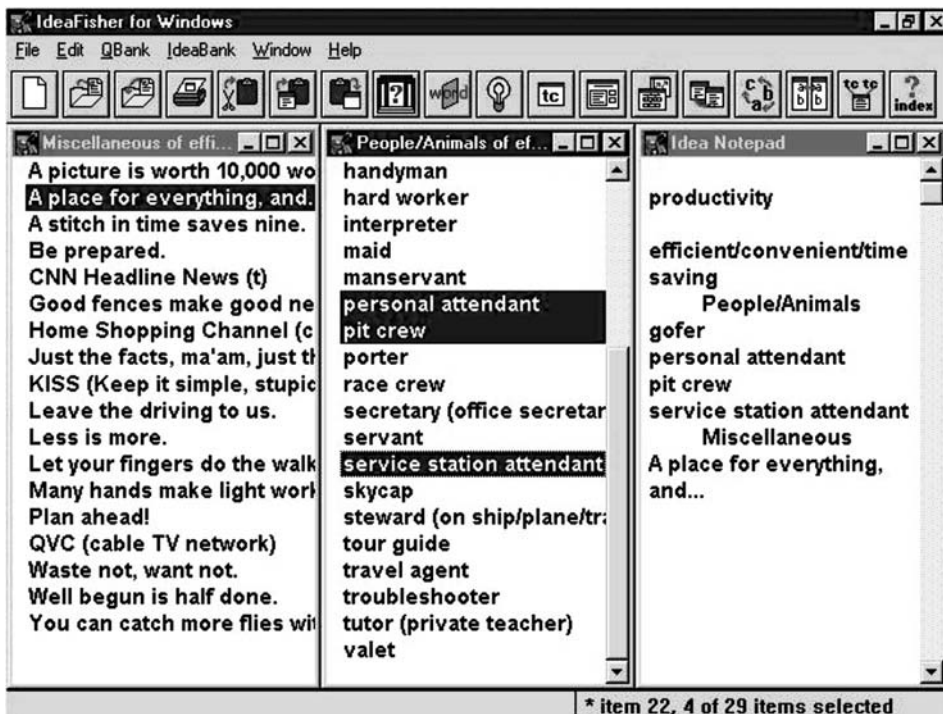 IdeaFisher for Windows
File Edit QBank IdeaBank Window Help
word
tc
c b a
a a b b
tc tc
? index
Miscellaneous of effi...
A picture is worth 10,000 wo
A place for everything, and.
A stitch in time saves nine.
Be prepared.
CNN Headline News (t)
Good fences make good ne
Home Shopping Channel (c
Just the facts, ma'am, just th
KISS (Keep it simple, stupid
Leave the driving to us.
Less is more.
Let your fingers do the walk
Many hands make light work
Plan ahead!
QVC (cable TV network)
Waste not, want not.
Well begun is half done.
You can catch more flies wit
People/Animals of ef...
handyman
hard worker
interpreter
maid
manservant
personal attendant
pit crew
porter
race crew
secretary (office secretar
servant
service station attendant
skycap
steward (on ship/plane/tra
tour guide
travel agent
troubleshooter
tutor (private teacher)
valet
Idea Notepad
productivity
efficient/convenient/time
saving
People/Animals
gofer
personal attendant
pit crew
service station attendant
Miscellaneous
A place for everything,
and...
* item 22, 4 of 29 items selected